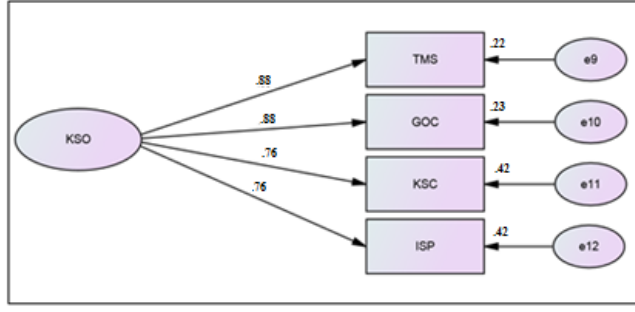 .22
TMS
e9
.88
.23
GOC
e10
.88
KSO
.76
.42
KSC
e11
.76
.42
ISP
e12